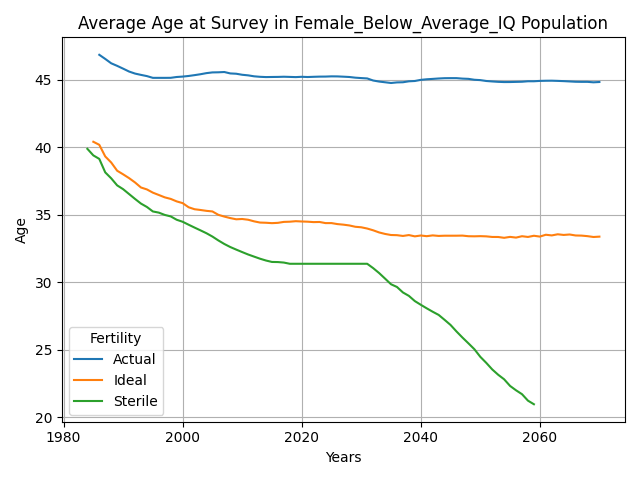 Average Age at Survey in Female_Below_Average_IQ Population
Age
45
40
35
30
25
20
Fertility
Actual
Ideal
Sterile
1980
2000
2020
2040
2060
Years